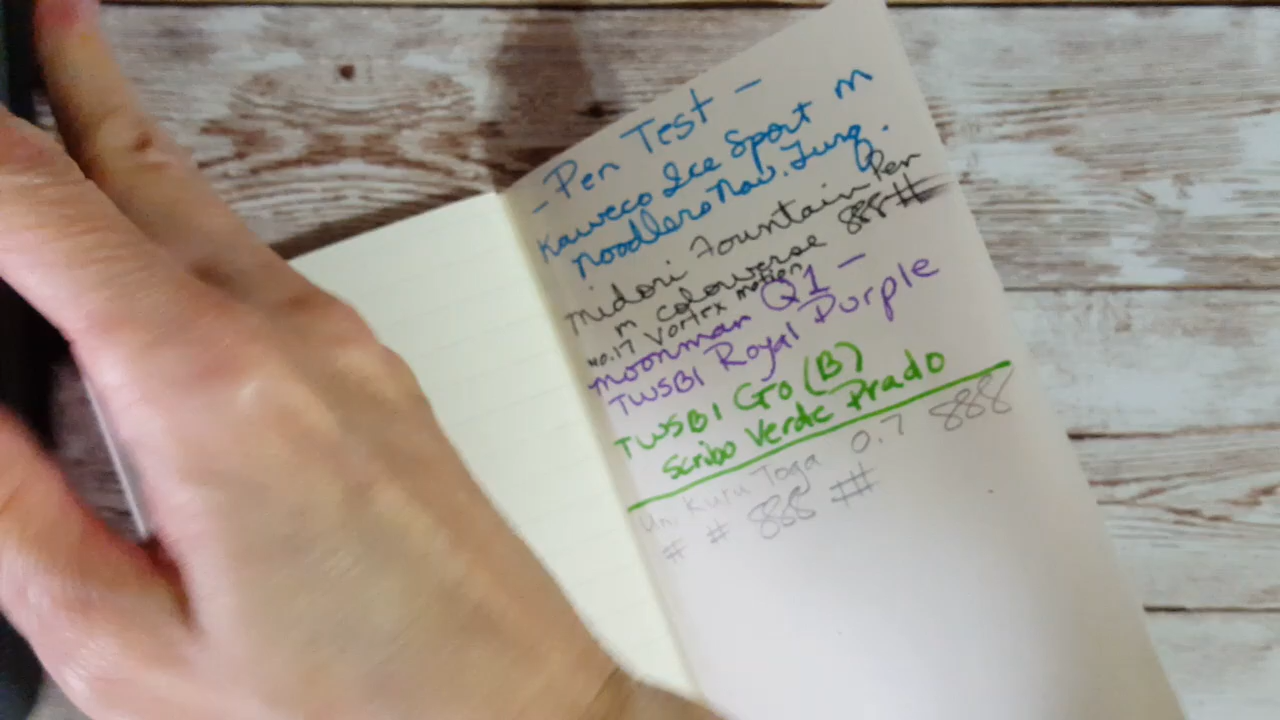 - Pen Test -
Kaweco Ice Sport m
noodlers Nav. Turq.
midori Fountain Pen
m colorverse 888 #
no.17 Vortex motion
moonman Q1 -
TWSBI Royal Purple
TWSBI GO (B)
Scribo Verde Prado
Uni Kuru Toga 0.7 888
# # 888 #